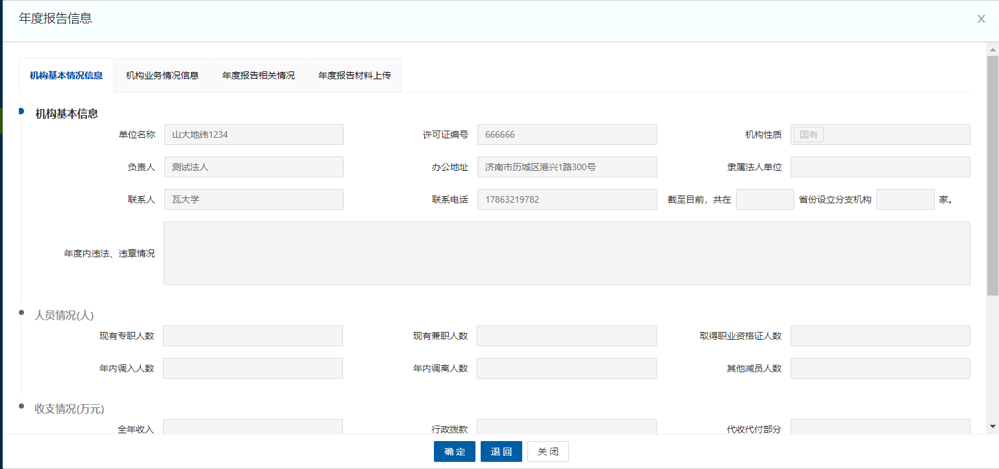 年度报告信息
机构基本情况信息 机构业务情况信息 年度报告相关情况 年度报告材料上传
机构基本信息
单位名称 山大地纬1234 许可证编号 666666 机构性质 国有
负责人 测试法人 办公地址 济南市历城区港兴1路300号 隶属法人单位
联系人 瓦大学 联系电话 17863219782 截至目前，共在 省份设立分支机构 家。
年度内违法、违章情况
人员情况(人)
现有专职人数 现有兼职人数 取得职业资格证人数
年内调入人数 年内调离人数 其他减员人数
收支情况(万元)
全年收入 行政拨款 代收代付部分
确定 退回 关闭